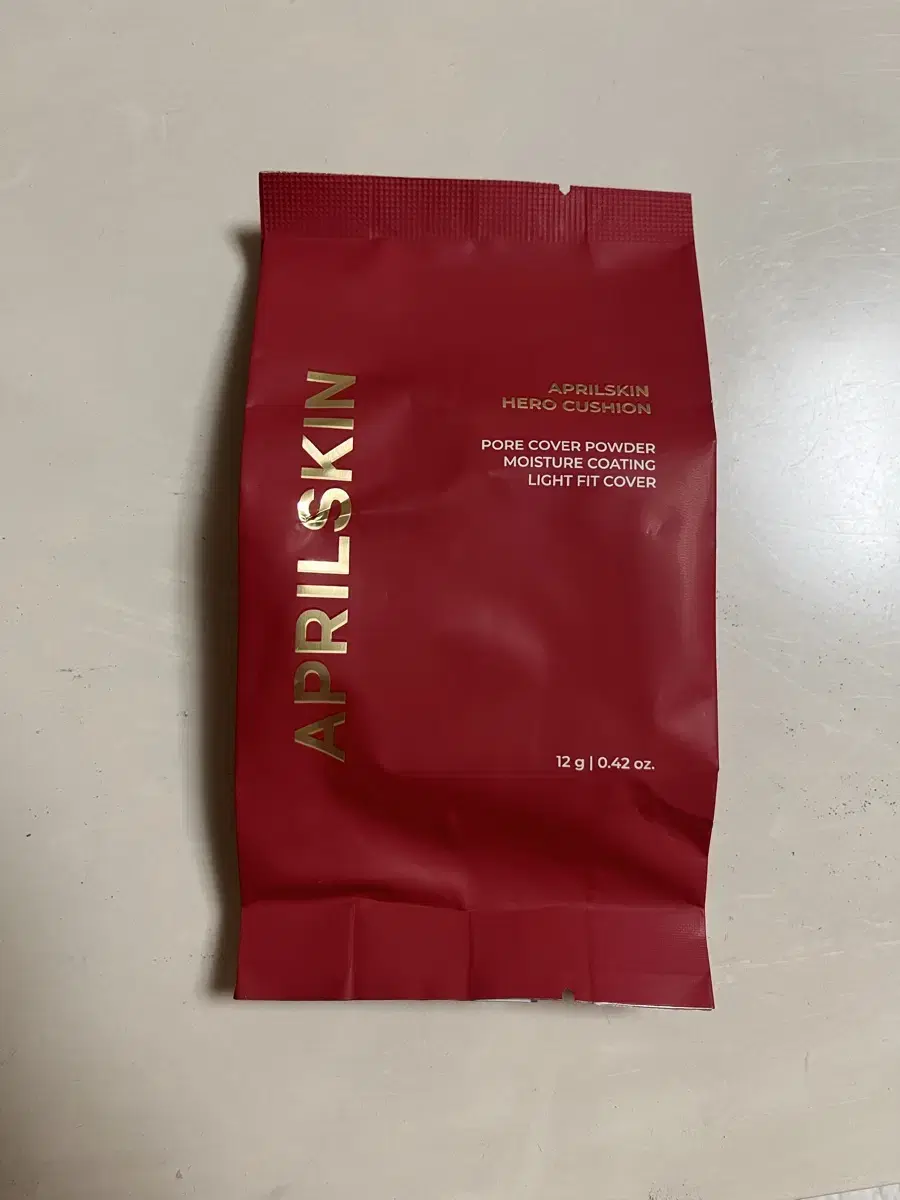 APRILSKIN
APRILSKIN
HERO CUSHION
PORE COVER POWDER
MOISTURE COATING
LIGHT FIT COVER
12 g | 0.42 oz.